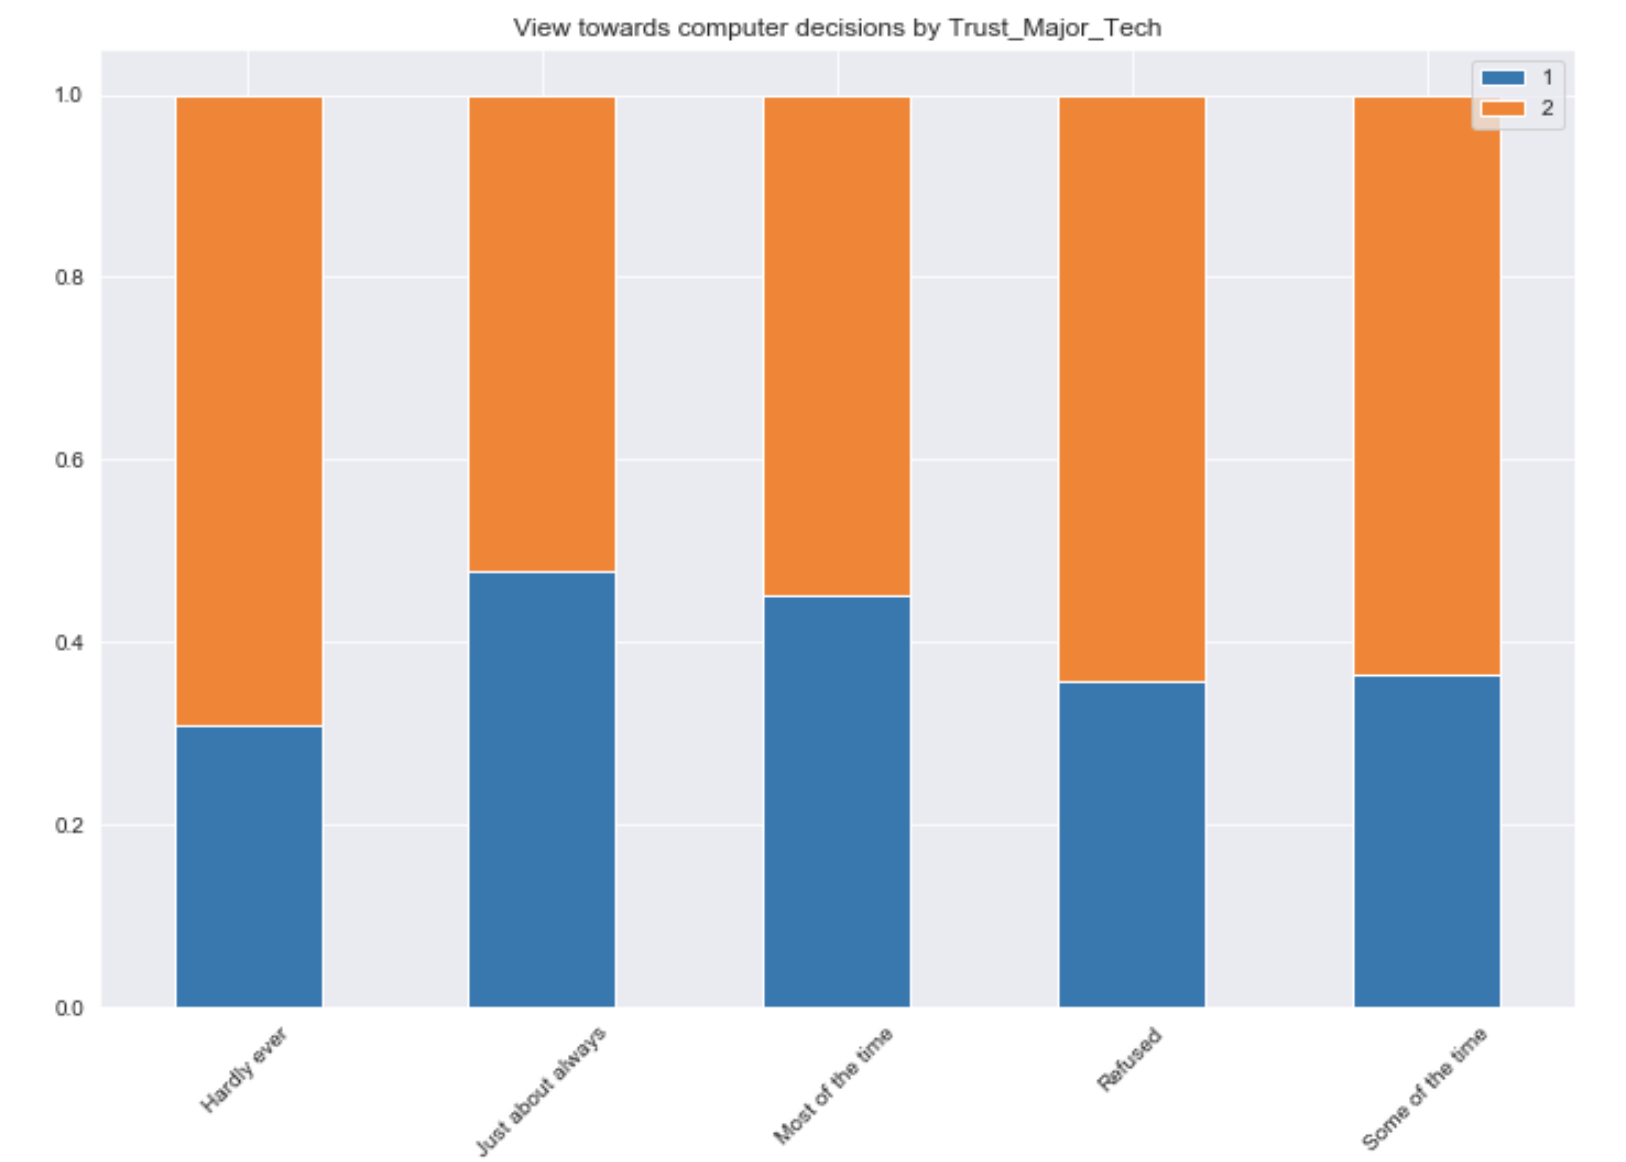 View towards computer decisions by Trust_Major_Tech
1
2
1.0
0.8
0.6
0.4
0.2
0.0
Hardly ever
Just about always
Most of the time
Refused
Some of the time